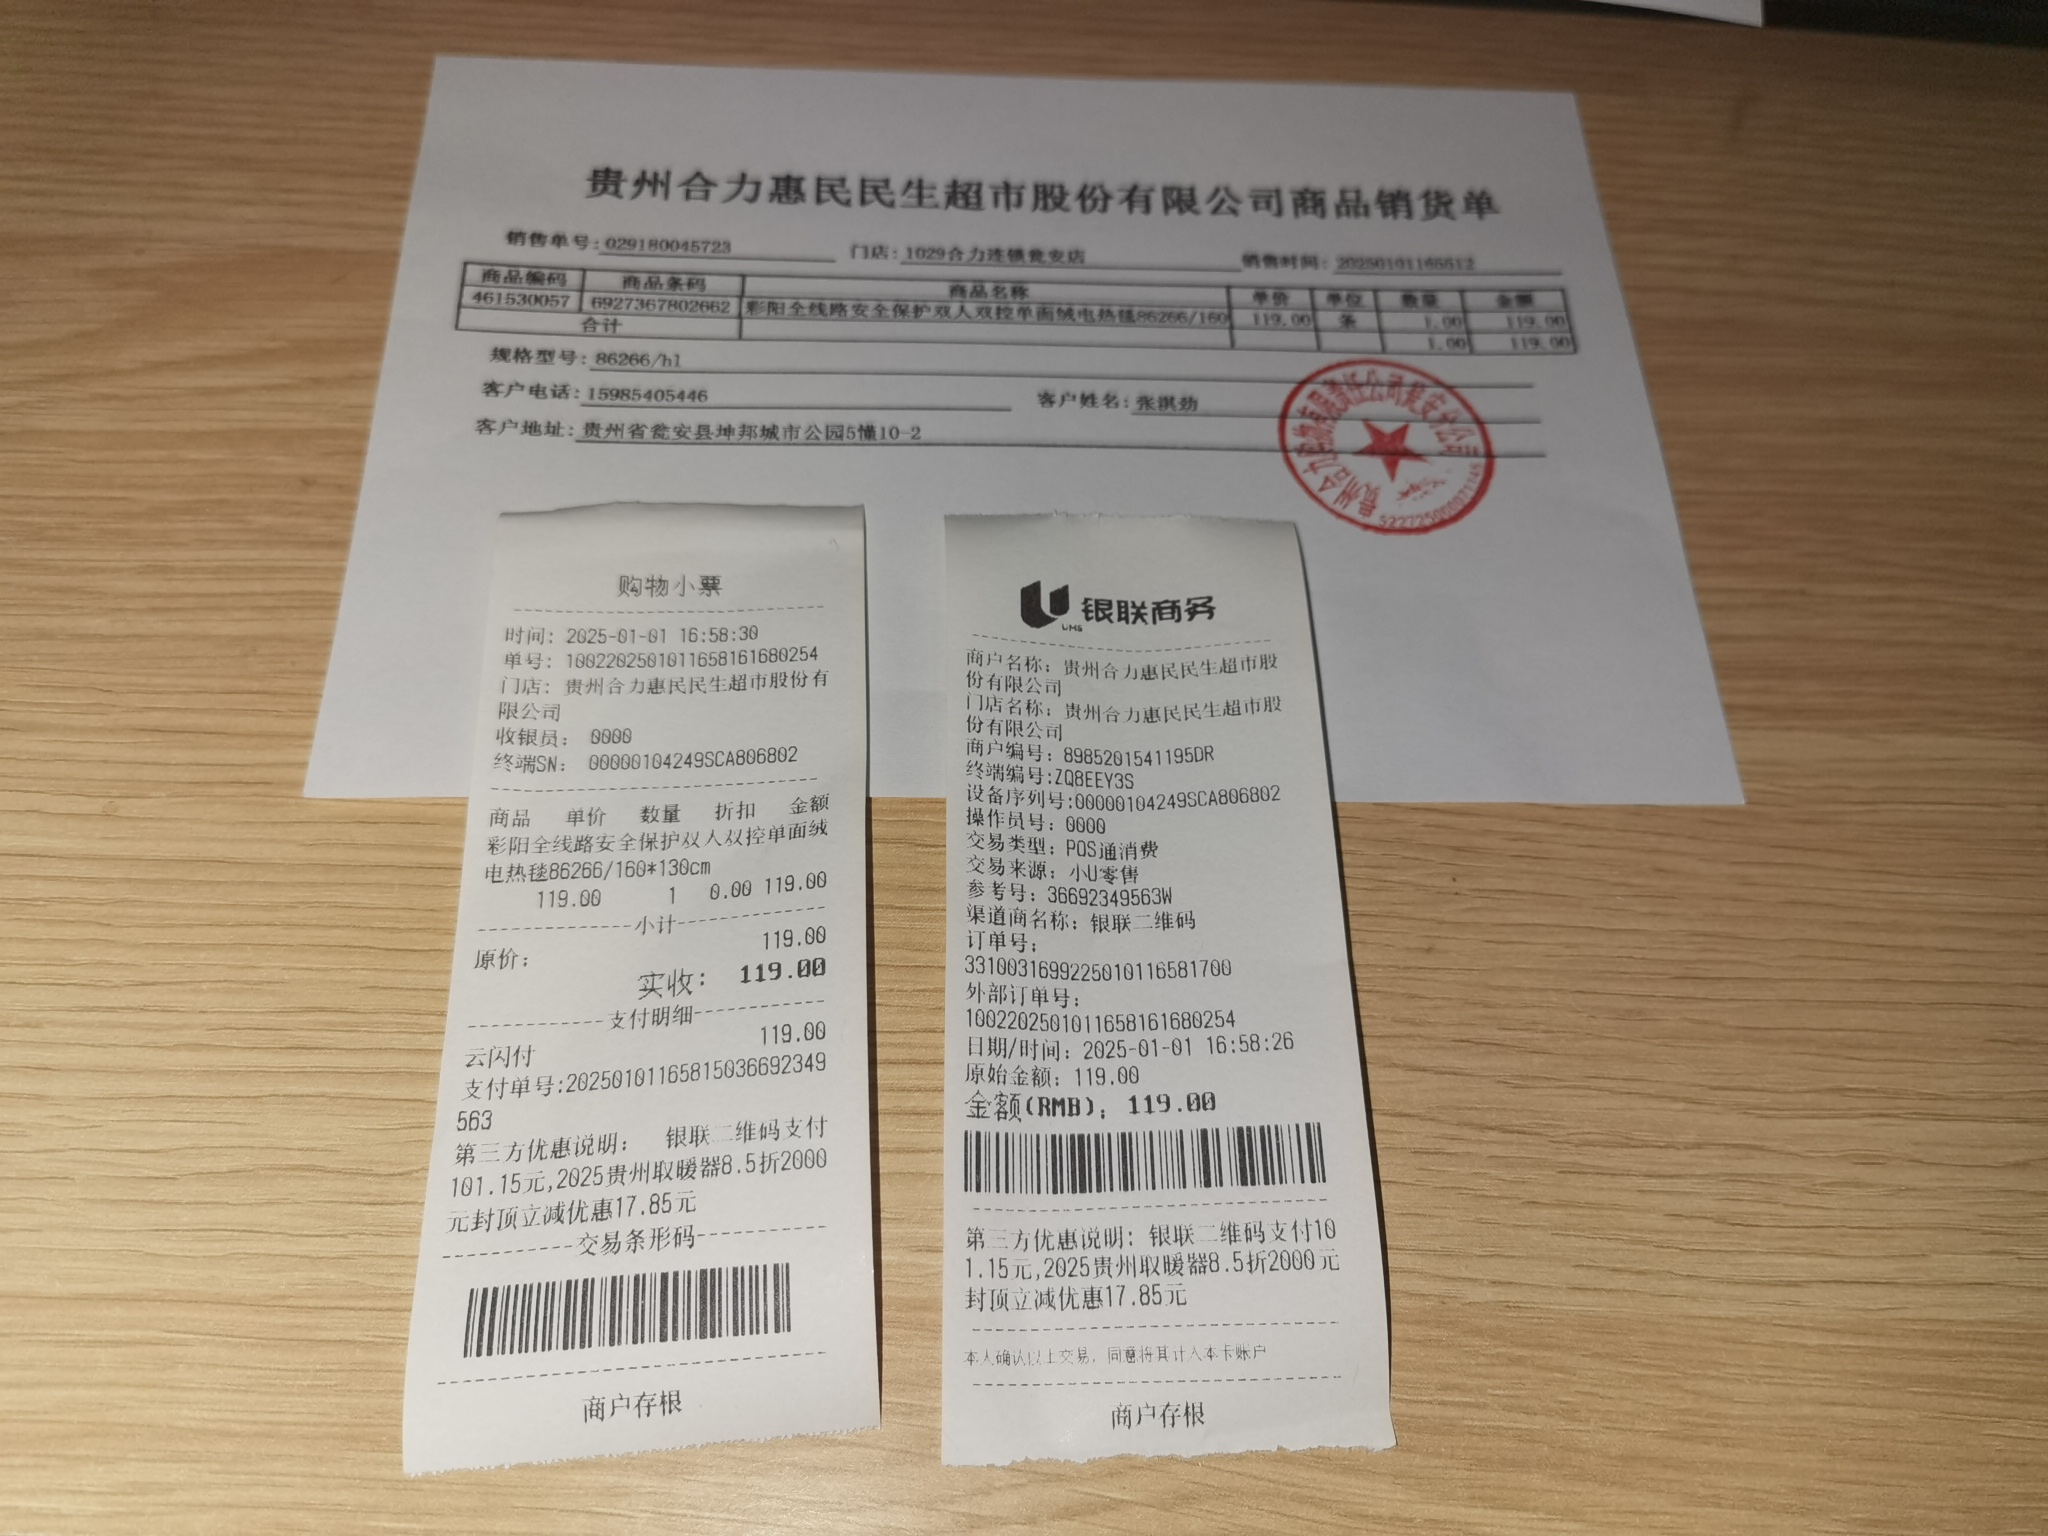 贵州合力惠民民生超市股份有限公司商品销货单
销售单号: 029180045723 门店: 1029合力连锁瓮安店 销售时间: 20250101165812
商品编码 商品条码 商品名称 单价 单位 数量 金额
461530057 6927367802662 彩阳全线路安全保护双人双控单面绒电热毯86266/160 119.00 条 1.00 119.00
合计 1.00 119.00
规格型号: 86266/h1
客户电话: 15985405446 客户姓名: 张淇劲
客户地址: 贵州省瓮安县坤邦城市公园5幢10-2
购物小票
时间: 2025-01-01 16:58:30
单号: 1002202501011658161680254
门店: 贵州合力惠民民生超市股份有
限公司
收银员: 0000
终端SN: 00000104249SCA806802
商品 单价 数量 折扣 金额
彩阳全线路安全保护双人双控单面绒
电热毯86266/160*130cm
119.00 1 0.00 119.00
小计
原价: 119.00
实收: 119.00
支付明细
云闪付 119.00
支付单号:20250101165815036692349
563
第三方优惠说明: 银联二维码支付
101.15元,2025贵州取暖器8.5折2000
元封顶立减优惠17.85元
交易条形码
商户存根
UMS 银联商务
商户名称: 贵州合力惠民民生超市股
份有限公司
门店名称: 贵州合力惠民民生超市股
份有限公司
商户编号: 8985201541195DR
终端编号:ZQ8EEY3S
设备序列号:00000104249SCA806802
操作员号: 0000
交易类型: POS通消费
交易来源: 小U零售
参考号: 36692349563W
渠道商名称: 银联二维码
订单号:
33100316992250101165817​00
外部订单号:
1002202501011658161680254
日期/时间: 2025-01-01 16:58:26
原始金额: 119.00
金额(RMB): 119.00
第三方优惠说明: 银联二维码支付10
1.15元,2025贵州取暖器8.5折2000元
封顶立减优惠17.85元
本人确认以上交易, 同意将其计入本卡账户
商户存根